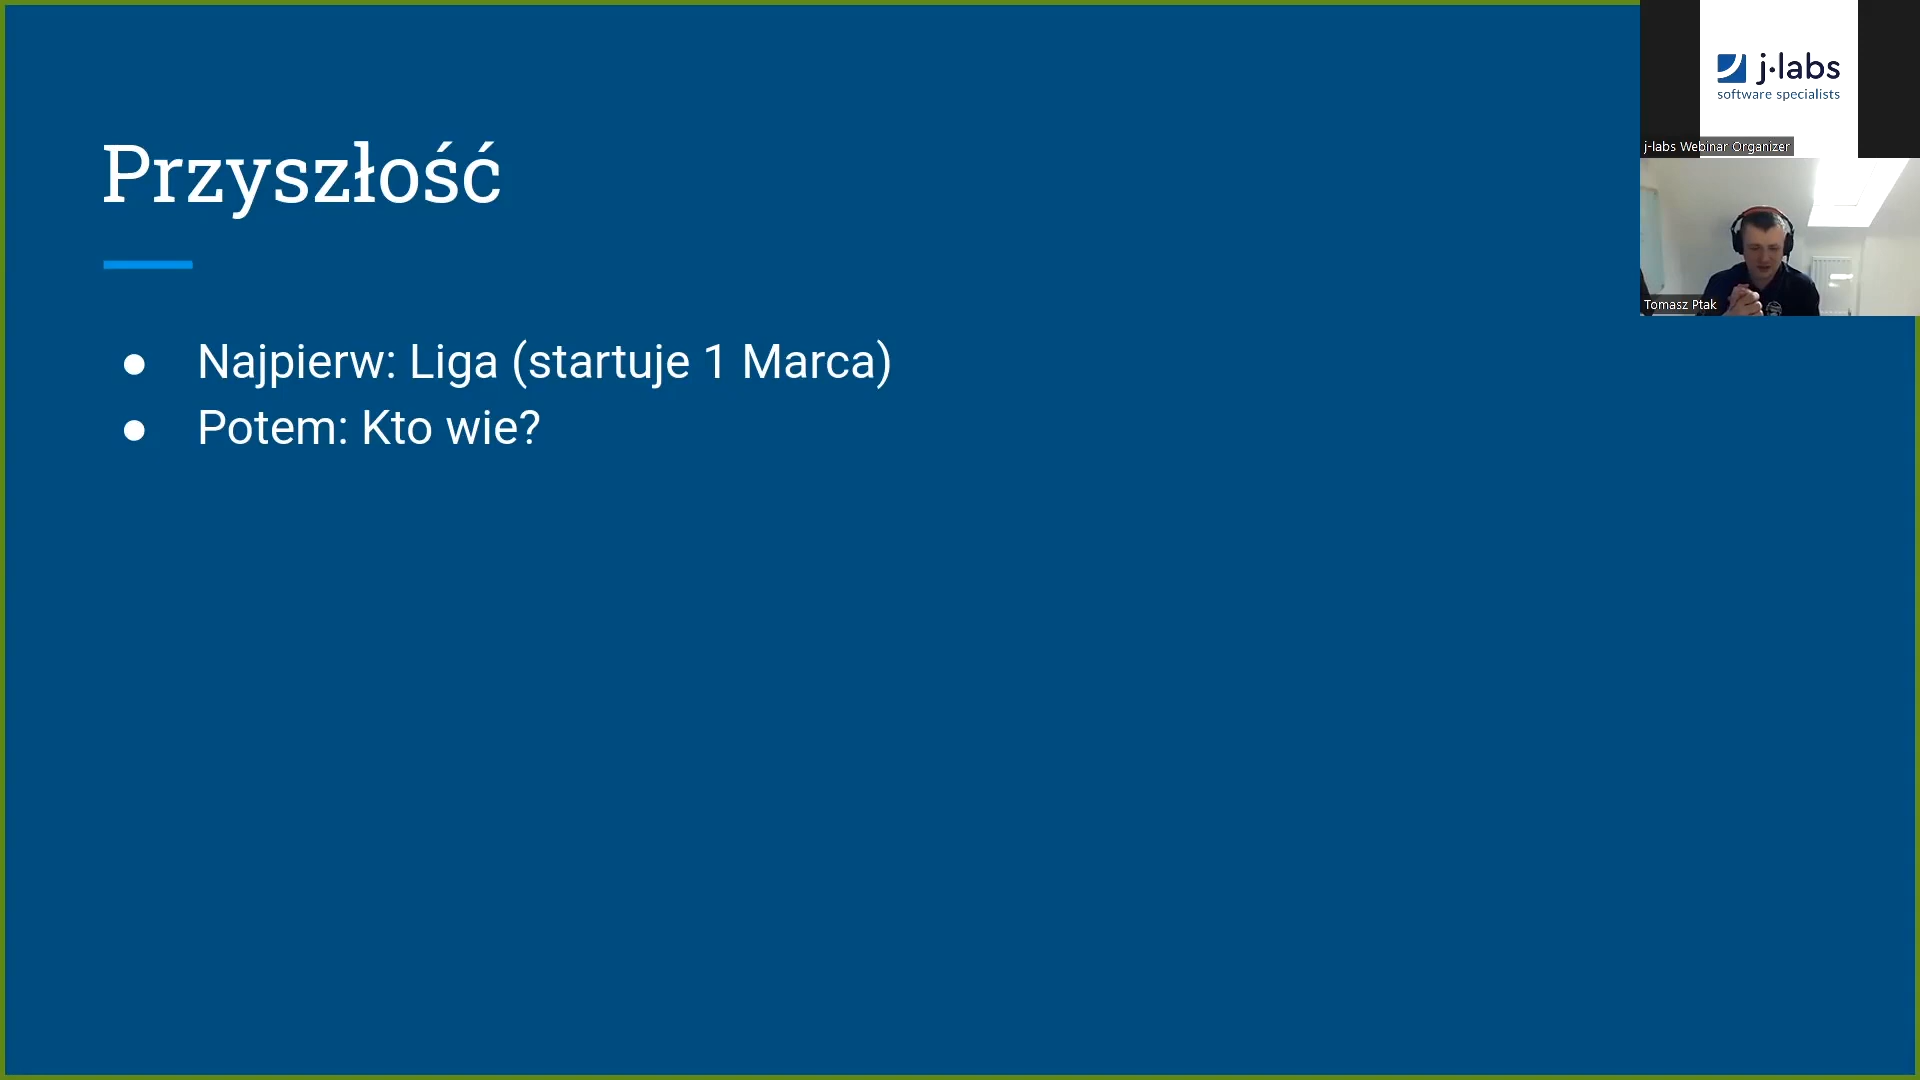 Przyszłość
Najpierw: Liga (startuje 1 Marca)
Potem: Kto wie?
j·labs
software specialists
j-labs Webinar Organizer
Tomasz Ptak